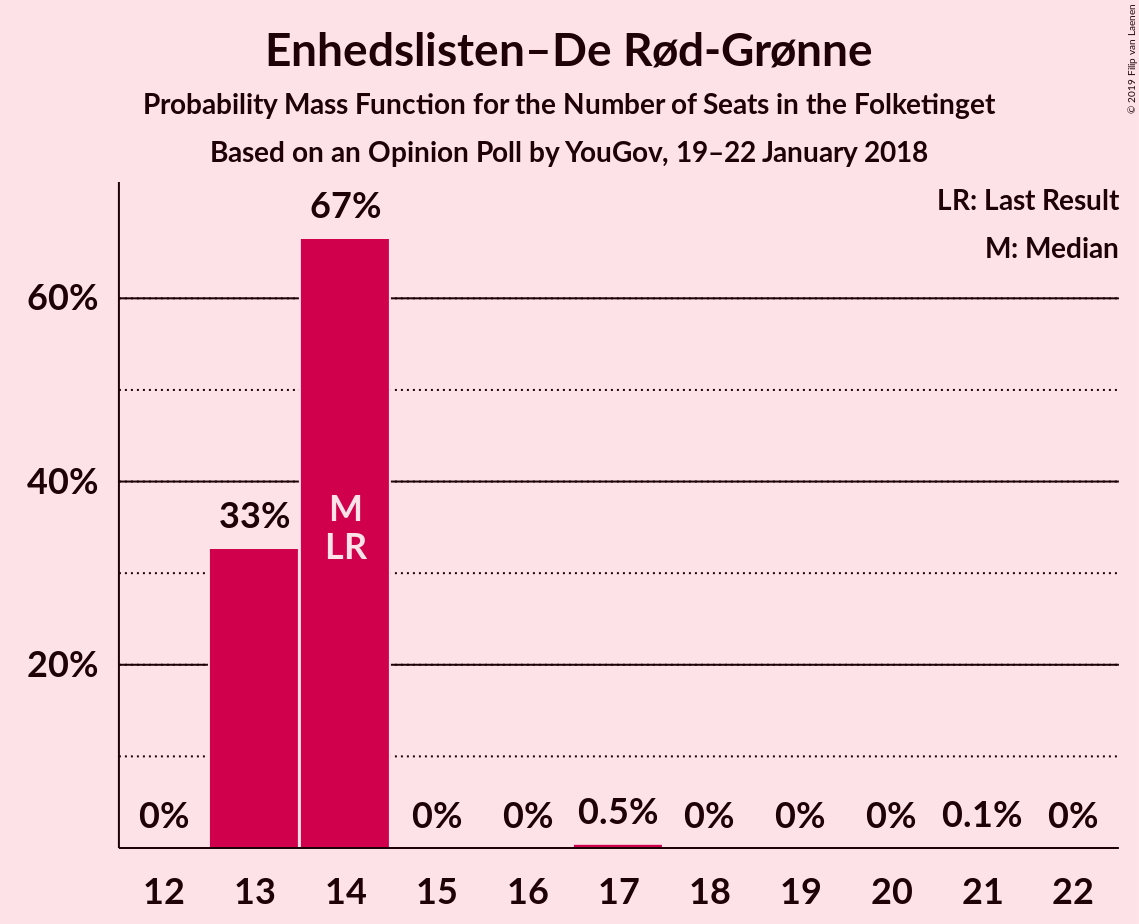 Enhedslisten–De Rød-Grønne
Probability Mass Function for the Number of Seats in the Folketinget
Based on an Opinion Poll by YouGov, 19–22 January 2018
© 2019 Filip van Laenen
LR: Last Result
M: Median
60%
40%
20%
0%
33%
67%
M
LR
0%
0%
0.5%
0%
0%
0%
0.1%
0%
12 13 14 15 16 17 18 19 20 21 22